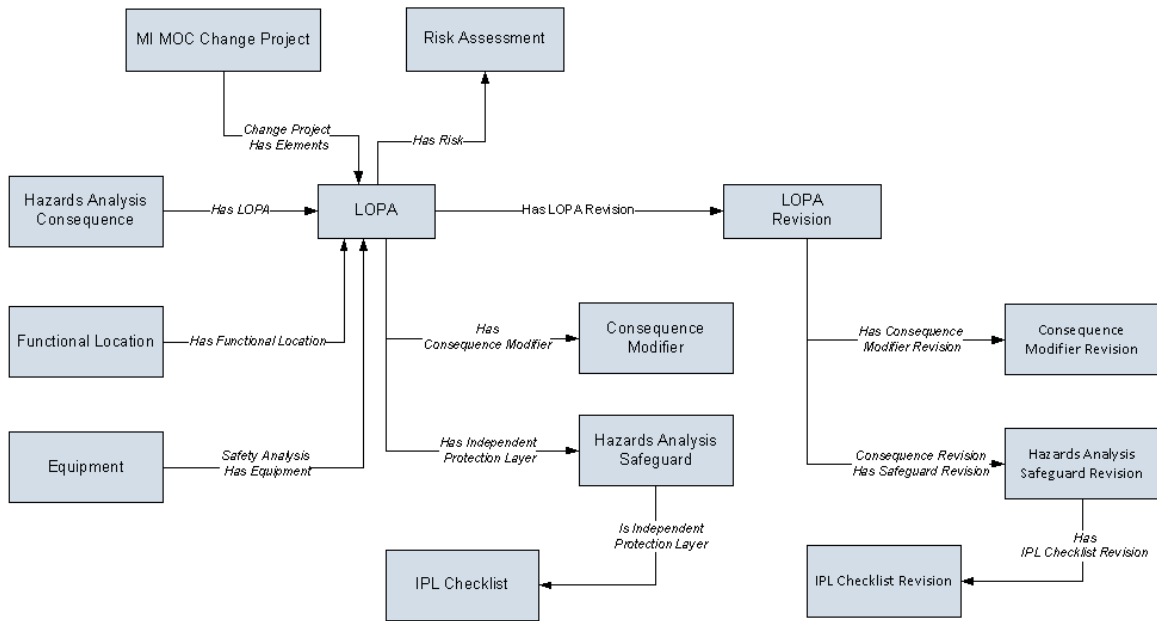 MI MOC Change Project
Risk Assessment
Change Project
Has Elements
Has Risk
Hazards Analysis
Consequence
Has LOPA
LOPA
Has LOPA Revision
LOPA
Revision
Functional Location
Has Functional Location
Has
Consequence Modifier
Consequence
Modifier
Has Consequence
Modifier Revision
Consequence
Modifier Revision
Equipment
Safety Analysis
Has Equipment
Has Independent
Protection Layer
Hazards Analysis
Safeguard
Consequence Revision
Has Safeguard Revision
Hazards Analysis
Safeguard Revision
Is Independent
Protection Layer
Has
IPL Checklist Revision
IPL Checklist
IPL Checklist Revision